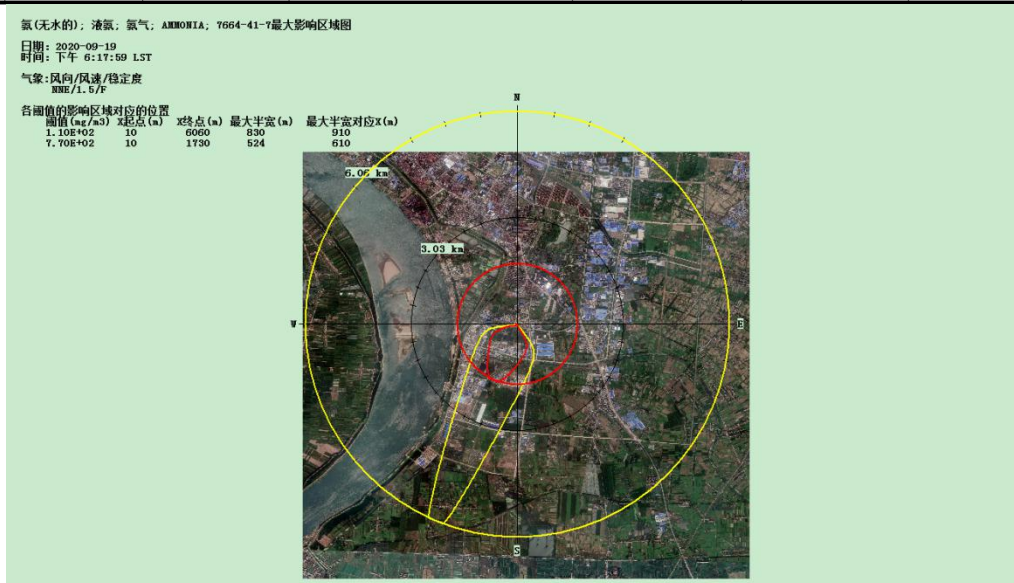 氨(无水的); 液氨; 氨气; AMMONIA; 7664-41-7最大影响区域图
日期: 2020-09-19
时间: 下午 6:17:59 LST
气象:风向/风速/稳定度
NNE/1.5/F
各阈值的影响区域对应的位置
阈值(mg/m3) X起点(m) X终点(m) 最大半宽(m) 最大半宽对应X(m)
1.10E+02 10 6060 830 910
7.70E+02 10 1730 524 610
N
6.06 km
3.03 km
W
E
S